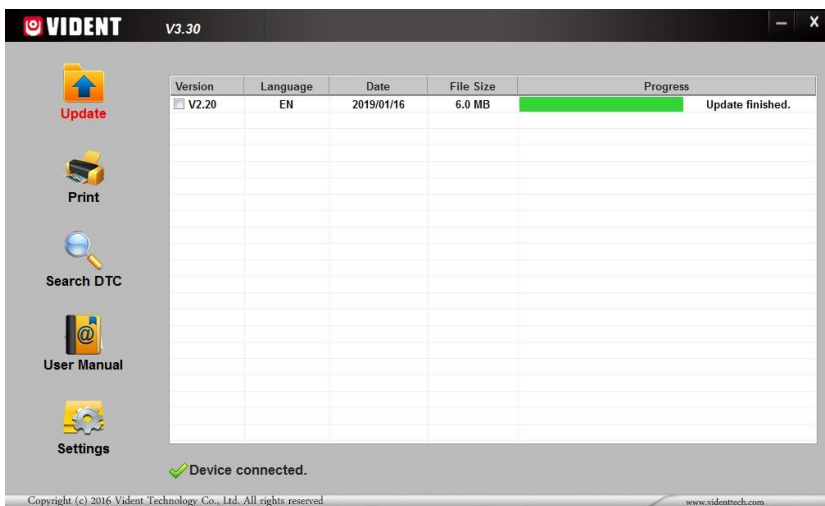 VIDENT V3.30
Update
Print
Search DTC
User Manual
Settings
Version Language Date File Size Progress
V2.20 EN 2019/01/16 6.0 MB Update finished.
Device connected.
Copyright (c) 2016 Vident Technology Co., Ltd. All rights reserved www.videnttech.com